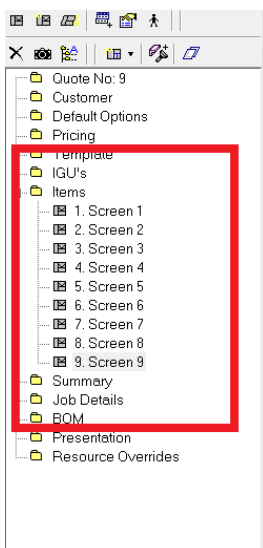 Quote No: 9
Customer
Default Options
Pricing
Template
IGU's
Items
1. Screen 1
2. Screen 2
3. Screen 3
4. Screen 4
5. Screen 5
6. Screen 6
7. Screen 7
8. Screen 8
9. Screen 9
Summary
Job Details
BOM
Presentation
Resource Overrides